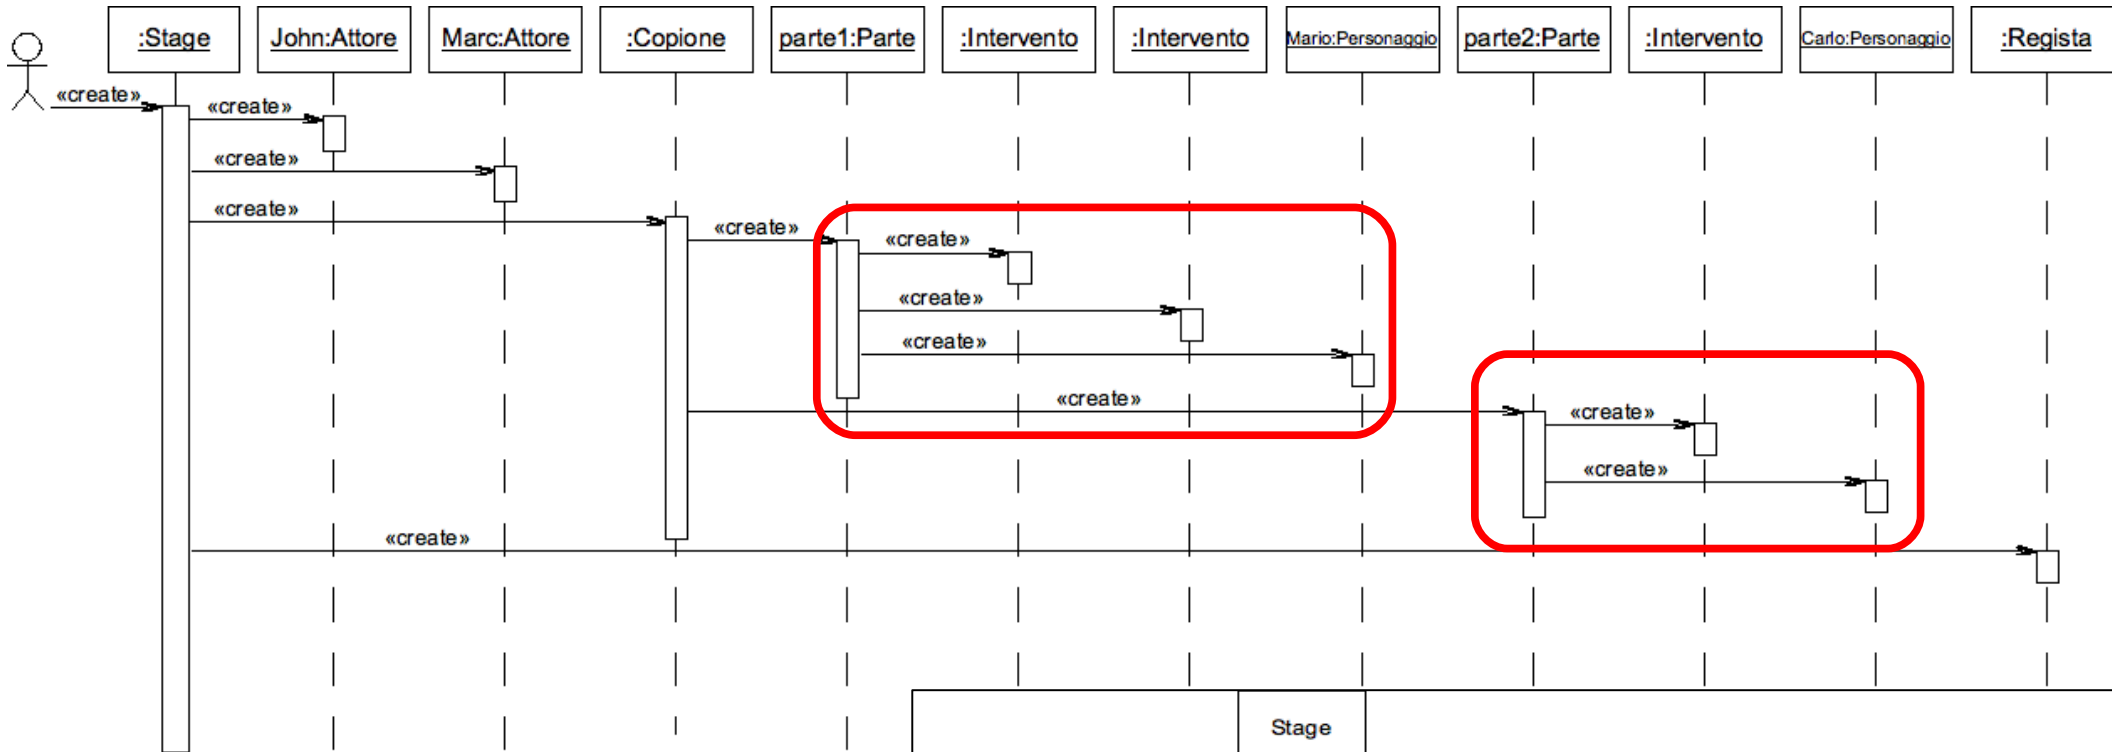 :Stage
John:Attore
Marc:Attore
:Copione
parte1:Parte
:Intervento
:Intervento
Mario:Personaggio
parte2:Parte
:Intervento
Carlo:Personaggio
:Regista
«create»
«create»
«create»
«create»
«create»
«create»
«create»
«create»
«create»
«create»
«create»
«create»
Stage